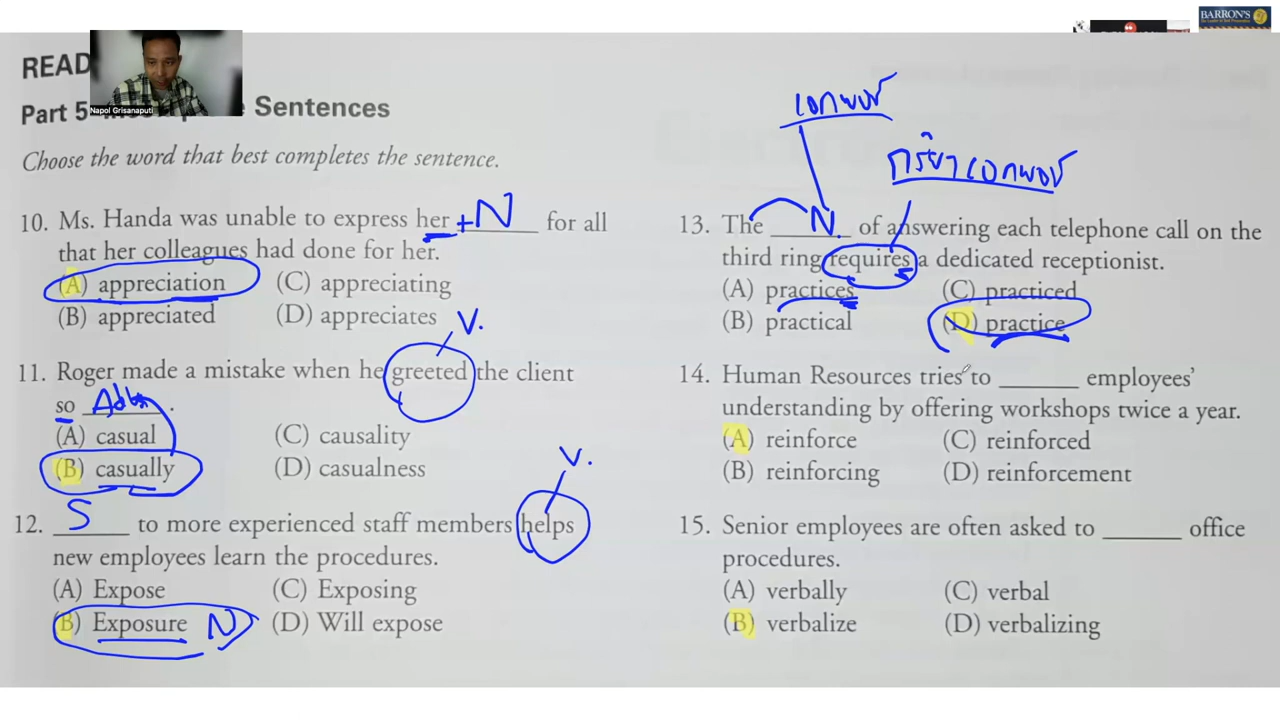 BARRON'S
READ
Napol Grisanaputi
Part 5 Sentences
Choose the word that best completes the sentence.
10. Ms. Handa was unable to express her +N ______ for all
that her colleagues had done for her.
(A) appreciation (C) appreciating
(B) appreciated (D) appreciates
V.
11. Roger made a mistake when he greeted the client
so ______ .
(A) casual (C) causality
(B) casually (D) casualness
V.
12. S ______ to more experienced staff members helps
new employees learn the procedures.
(A) Expose (C) Exposing
(B) Exposure N (D) Will expose
เอกพจน์
กริยาเอกพจน์
13. The N. ______ of answering each telephone call on the
third ring requires a dedicated receptionist.
(A) practices (C) practiced
(B) practical (D) practice
14. Human Resources tries to ______ employees'
understanding by offering workshops twice a year.
(A) reinforce (C) reinforced
(B) reinforcing (D) reinforcement
15. Senior employees are often asked to ______ office
procedures.
(A) verbally (C) verbal
(B) verbalize (D) verbalizing